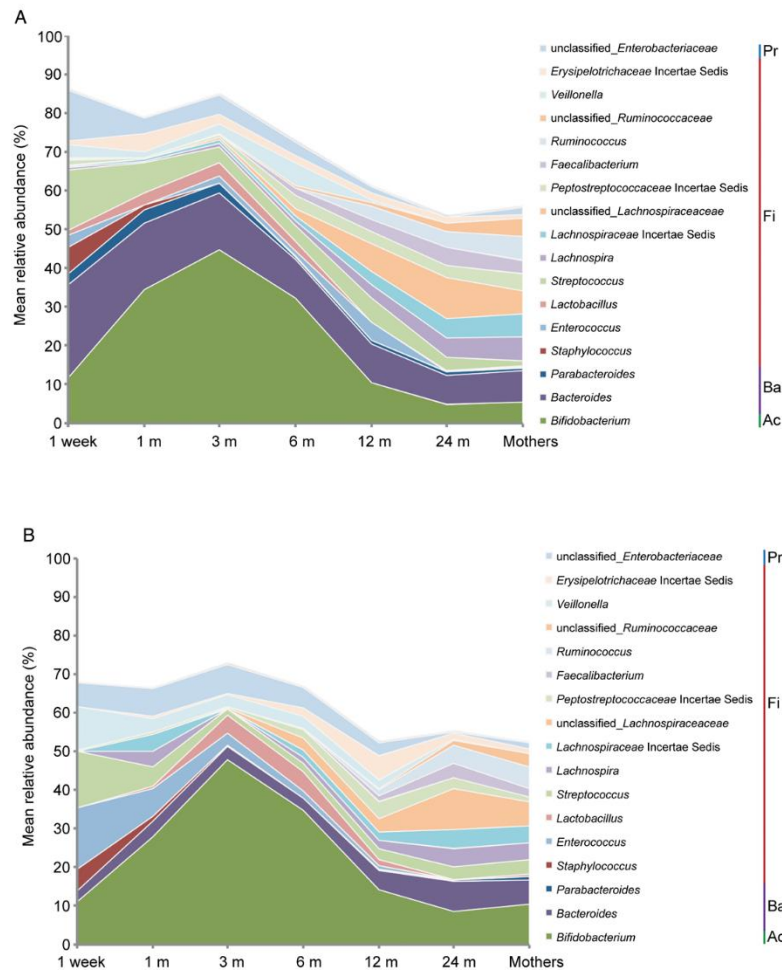 A
100
90
80
70
60
50
40
30
20
10
0
Mean relative abundance (%)
1 week 1 m 3 m 6 m 12 m 24 m Mothers
unclassified_Enterobacteriaceae
Erysipelotrichaceae Incertae Sedis
Veillonella
unclassified_Ruminococcaceae
Ruminococcus
Faecalibacterium
Peptostreptococcaceae Incertae Sedis
unclassified_Lachnospiraceaceae
Lachnospiraceae Incertae Sedis
Lachnospira
Streptococcus
Lactobacillus
Enterococcus
Staphylococcus
Parabacteroides
Bacteroides
Bifidobacterium
Pr
Fi
Ba
Ac
B
100
90
80
70
60
50
40
30
20
10
0
Mean relative abundance (%)
1 week 1 m 3 m 6 m 12 m 24 m Mothers
unclassified_Enterobacteriaceae
Erysipelotrichaceae Incertae Sedis
Veillonella
unclassified_Ruminococcaceae
Ruminococcus
Faecalibacterium
Peptostreptococcaceae Incertae Sedis
unclassified_Lachnospiraceaceae
Lachnospiraceae Incertae Sedis
Lachnospira
Streptococcus
Lactobacillus
Enterococcus
Staphylococcus
Parabacteroides
Bacteroides
Bifidobacterium
Pr
Fi
Ba
Ac